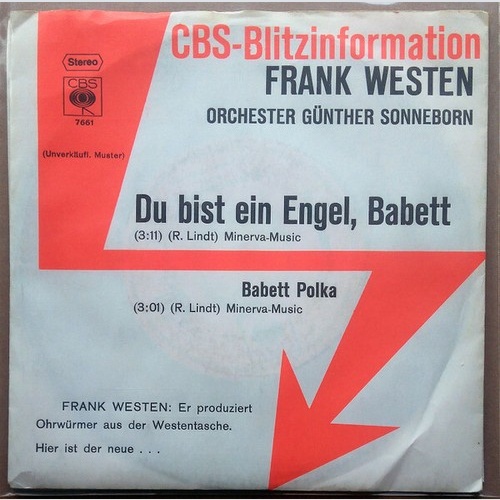 CBS-Blitzinformation
Stereo
FRANK WESTEN
CBS
ORCHESTER GÜNTHER SONNEBORN
7661
(Unverkäufl. Muster)
Du bist ein Engel, Babett
(3:11) (R. Lindt) Minerva-Music
Babett Polka
(3:01) (R. Lindt) Minerva-Music
FRANK WESTEN: Er produziert
Ohrwürmer aus der Westentasche.
Hier ist der neue . . .